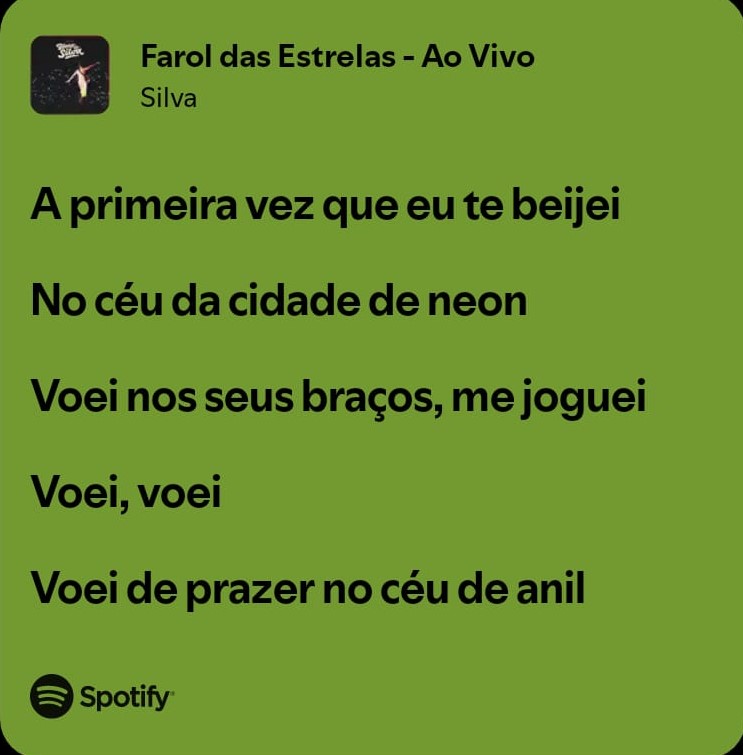 Farol das Estrelas - Ao Vivo
Silva
A primeira vez que eu te beijei
No céu da cidade de neon
Voei nos seus braços, me joguei
Voei, voei
Voei de prazer no céu de anil
Spotify